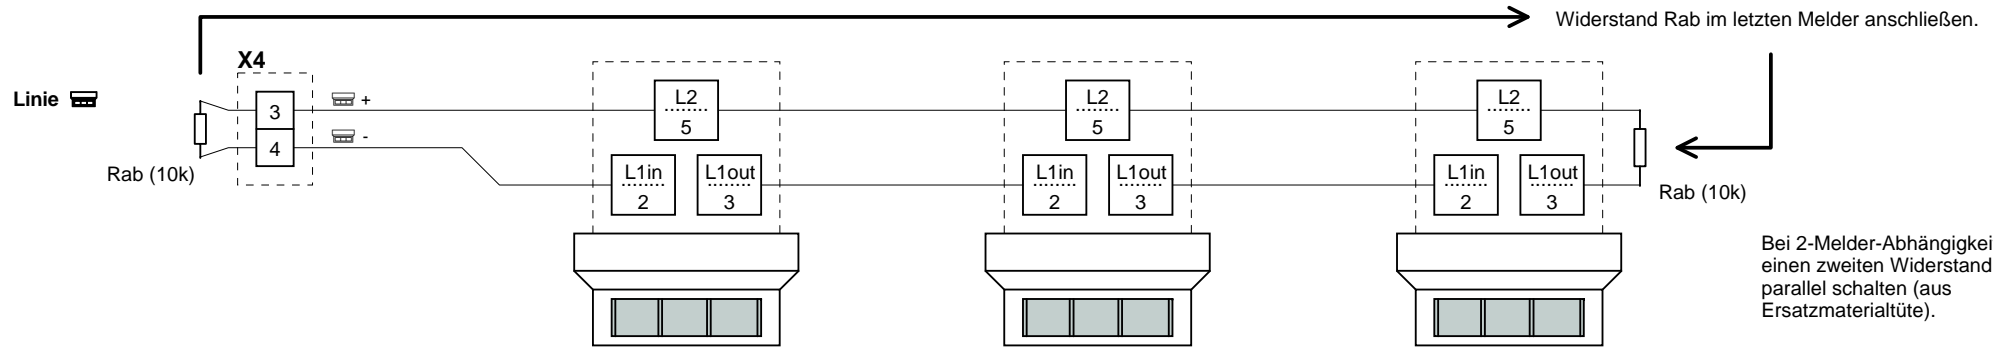 Widerstand Rab im letzten Melder anschließen.
X4
Linie
3
+
4
-
Rab (10k)
L2
5
L1in
2
L1out
3
L2
5
L1in
2
L1out
3
L2
5
L1in
2
L1out
3
Rab (10k)
Bei 2-Melder-Abhängigkei
einen zweiten Widerstand
parallel schalten (aus
Ersatzmaterialtüte).